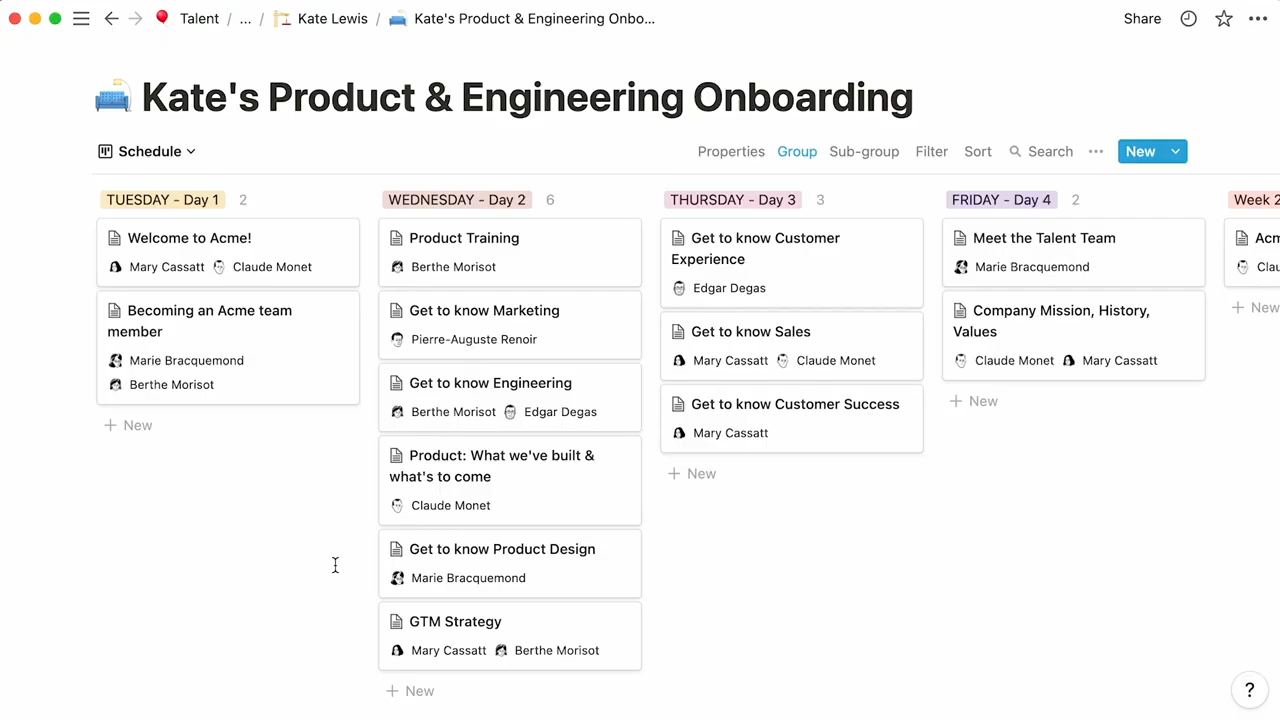 Talent / ... / Kate Lewis / Kate's Product & Engineering Onbo...
Share
Kate's Product & Engineering Onboarding
Schedule
Properties Group Sub-group Filter Sort Search ... New
TUESDAY - Day 1 2
Welcome to Acme!
Mary Cassatt Claude Monet
Becoming an Acme team
member
Marie Bracquemond
Berthe Morisot
+ New
WEDNESDAY - Day 2 6
Product Training
Berthe Morisot
Get to know Marketing
Pierre-Auguste Renoir
Get to know Engineering
Berthe Morisot Edgar Degas
Product: What we've built &
what's to come
Claude Monet
Get to know Product Design
Marie Bracquemond
GTM Strategy
Mary Cassatt Berthe Morisot
+ New
THURSDAY - Day 3 3
Get to know Customer
Experience
Edgar Degas
Get to know Sales
Mary Cassatt Claude Monet
Get to know Customer Success
Mary Cassatt
+ New
FRIDAY - Day 4 2
Meet the Talent Team
Marie Bracquemond
Company Mission, History,
Values
Claude Monet Mary Cassatt
+ New
Week 2
Acm
Clau
+ New
?